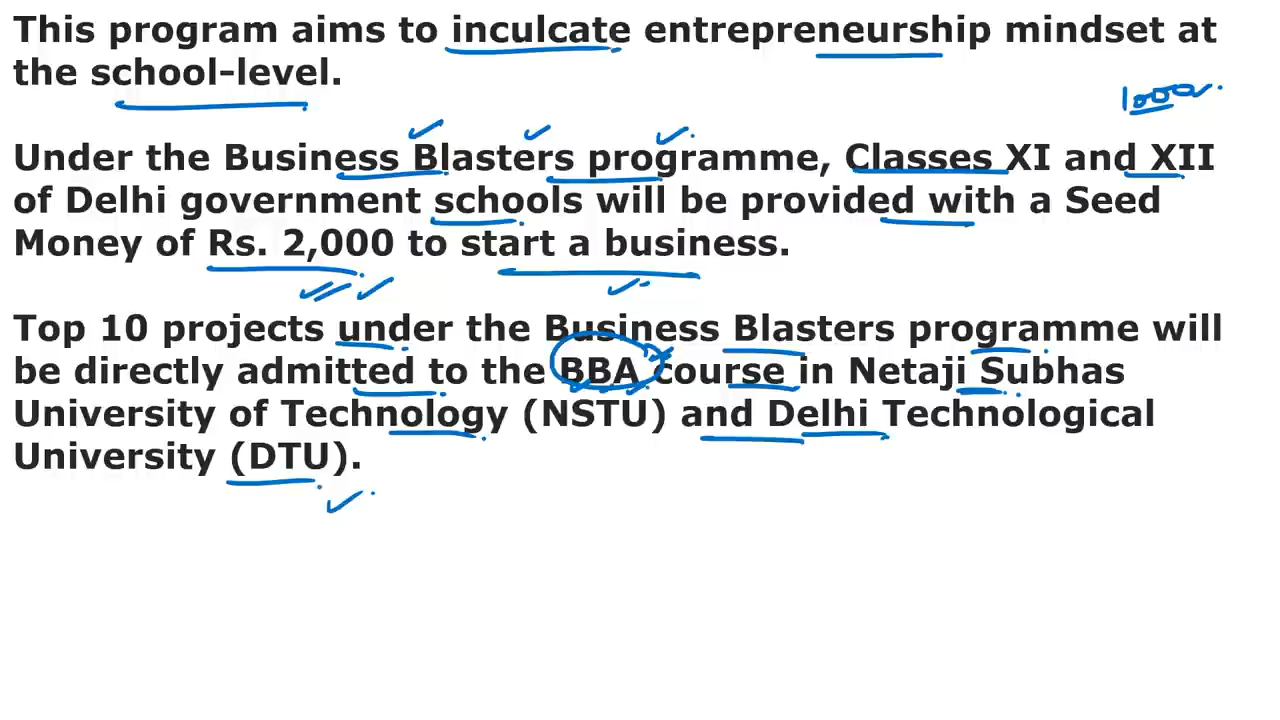 This program aims to inculcate entrepreneurship mindset at
the school-level.
1000
Under the Business Blasters programme, Classes XI and XII
of Delhi government schools will be provided with a Seed
Money of Rs. 2,000 to start a business.
Top 10 projects under the Business Blasters programme will
be directly admitted to the BBA course in Netaji Subhas
University of Technology (NSTU) and Delhi Technological
University (DTU).